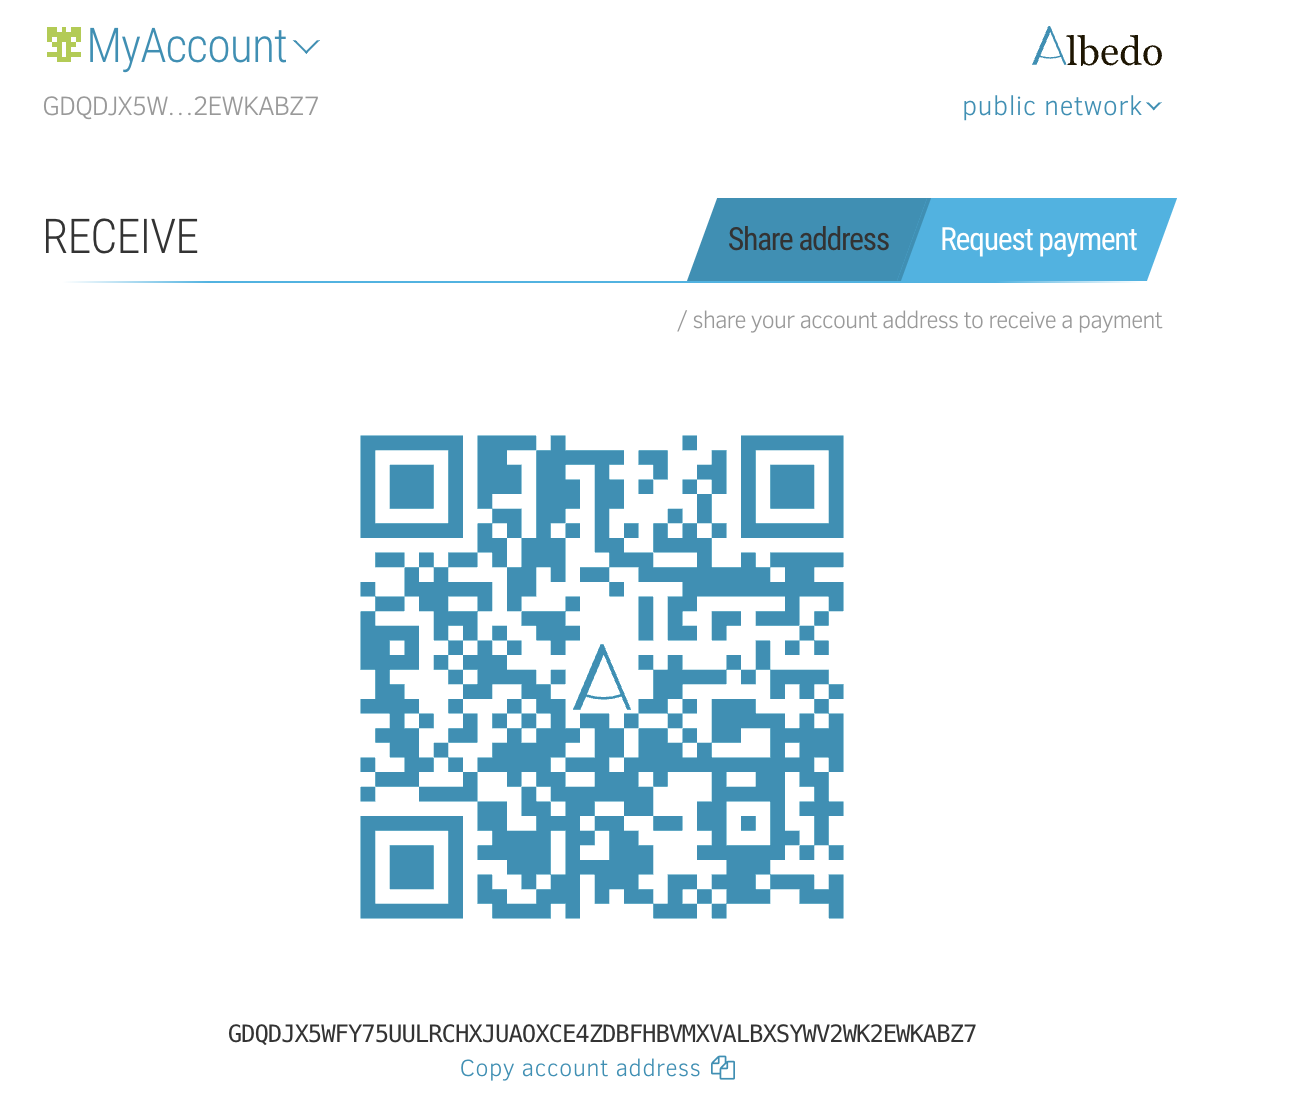 MyAccount
Albedo
GDQDJX5W...2EWKABZ7
public network
RECEIVE
Share address
Request payment
/ share your account address to receive a payment
A
GDQDJX5WFY75UULRCHXJUAOXCE4ZDBFHBVMXVALBXSYWV2WK2EWKABZ7
Copy account address